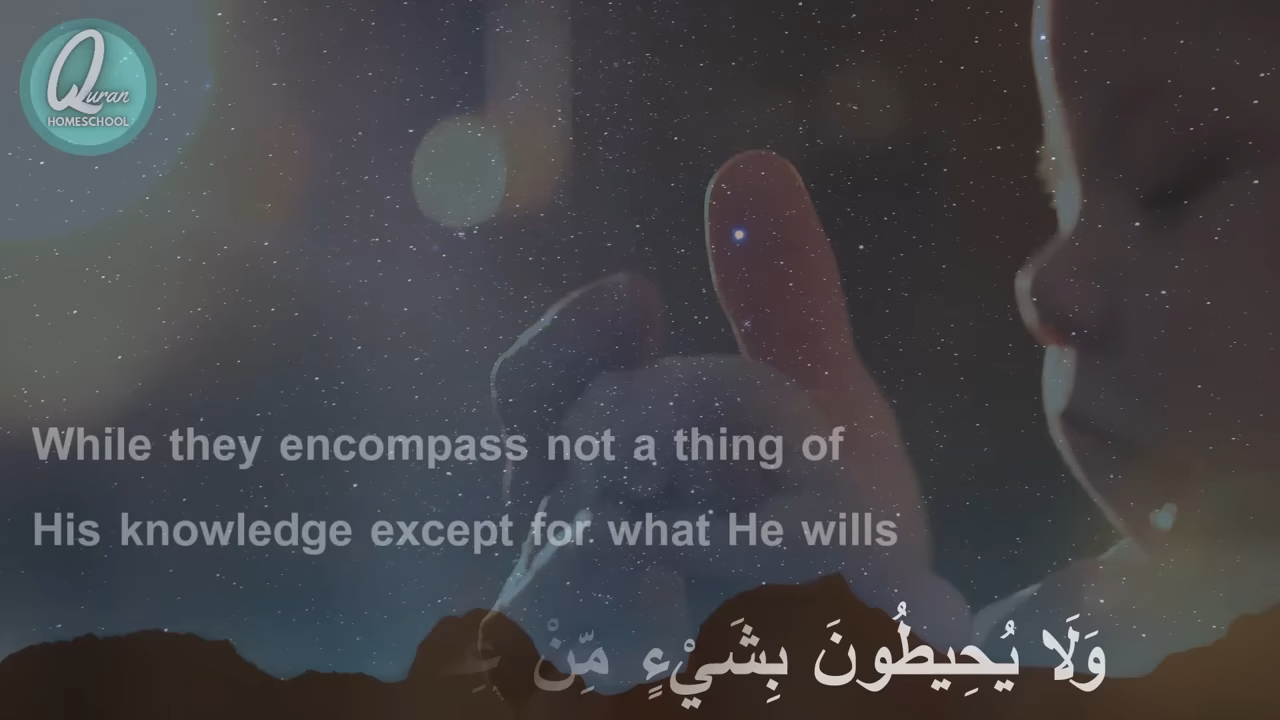 Quran
HOMESCHOOL
While they encompass not a thing of
His knowledge except for what He wills
وَلَا يُحِيطُونَ بِشَيْءٍ مِّنْ